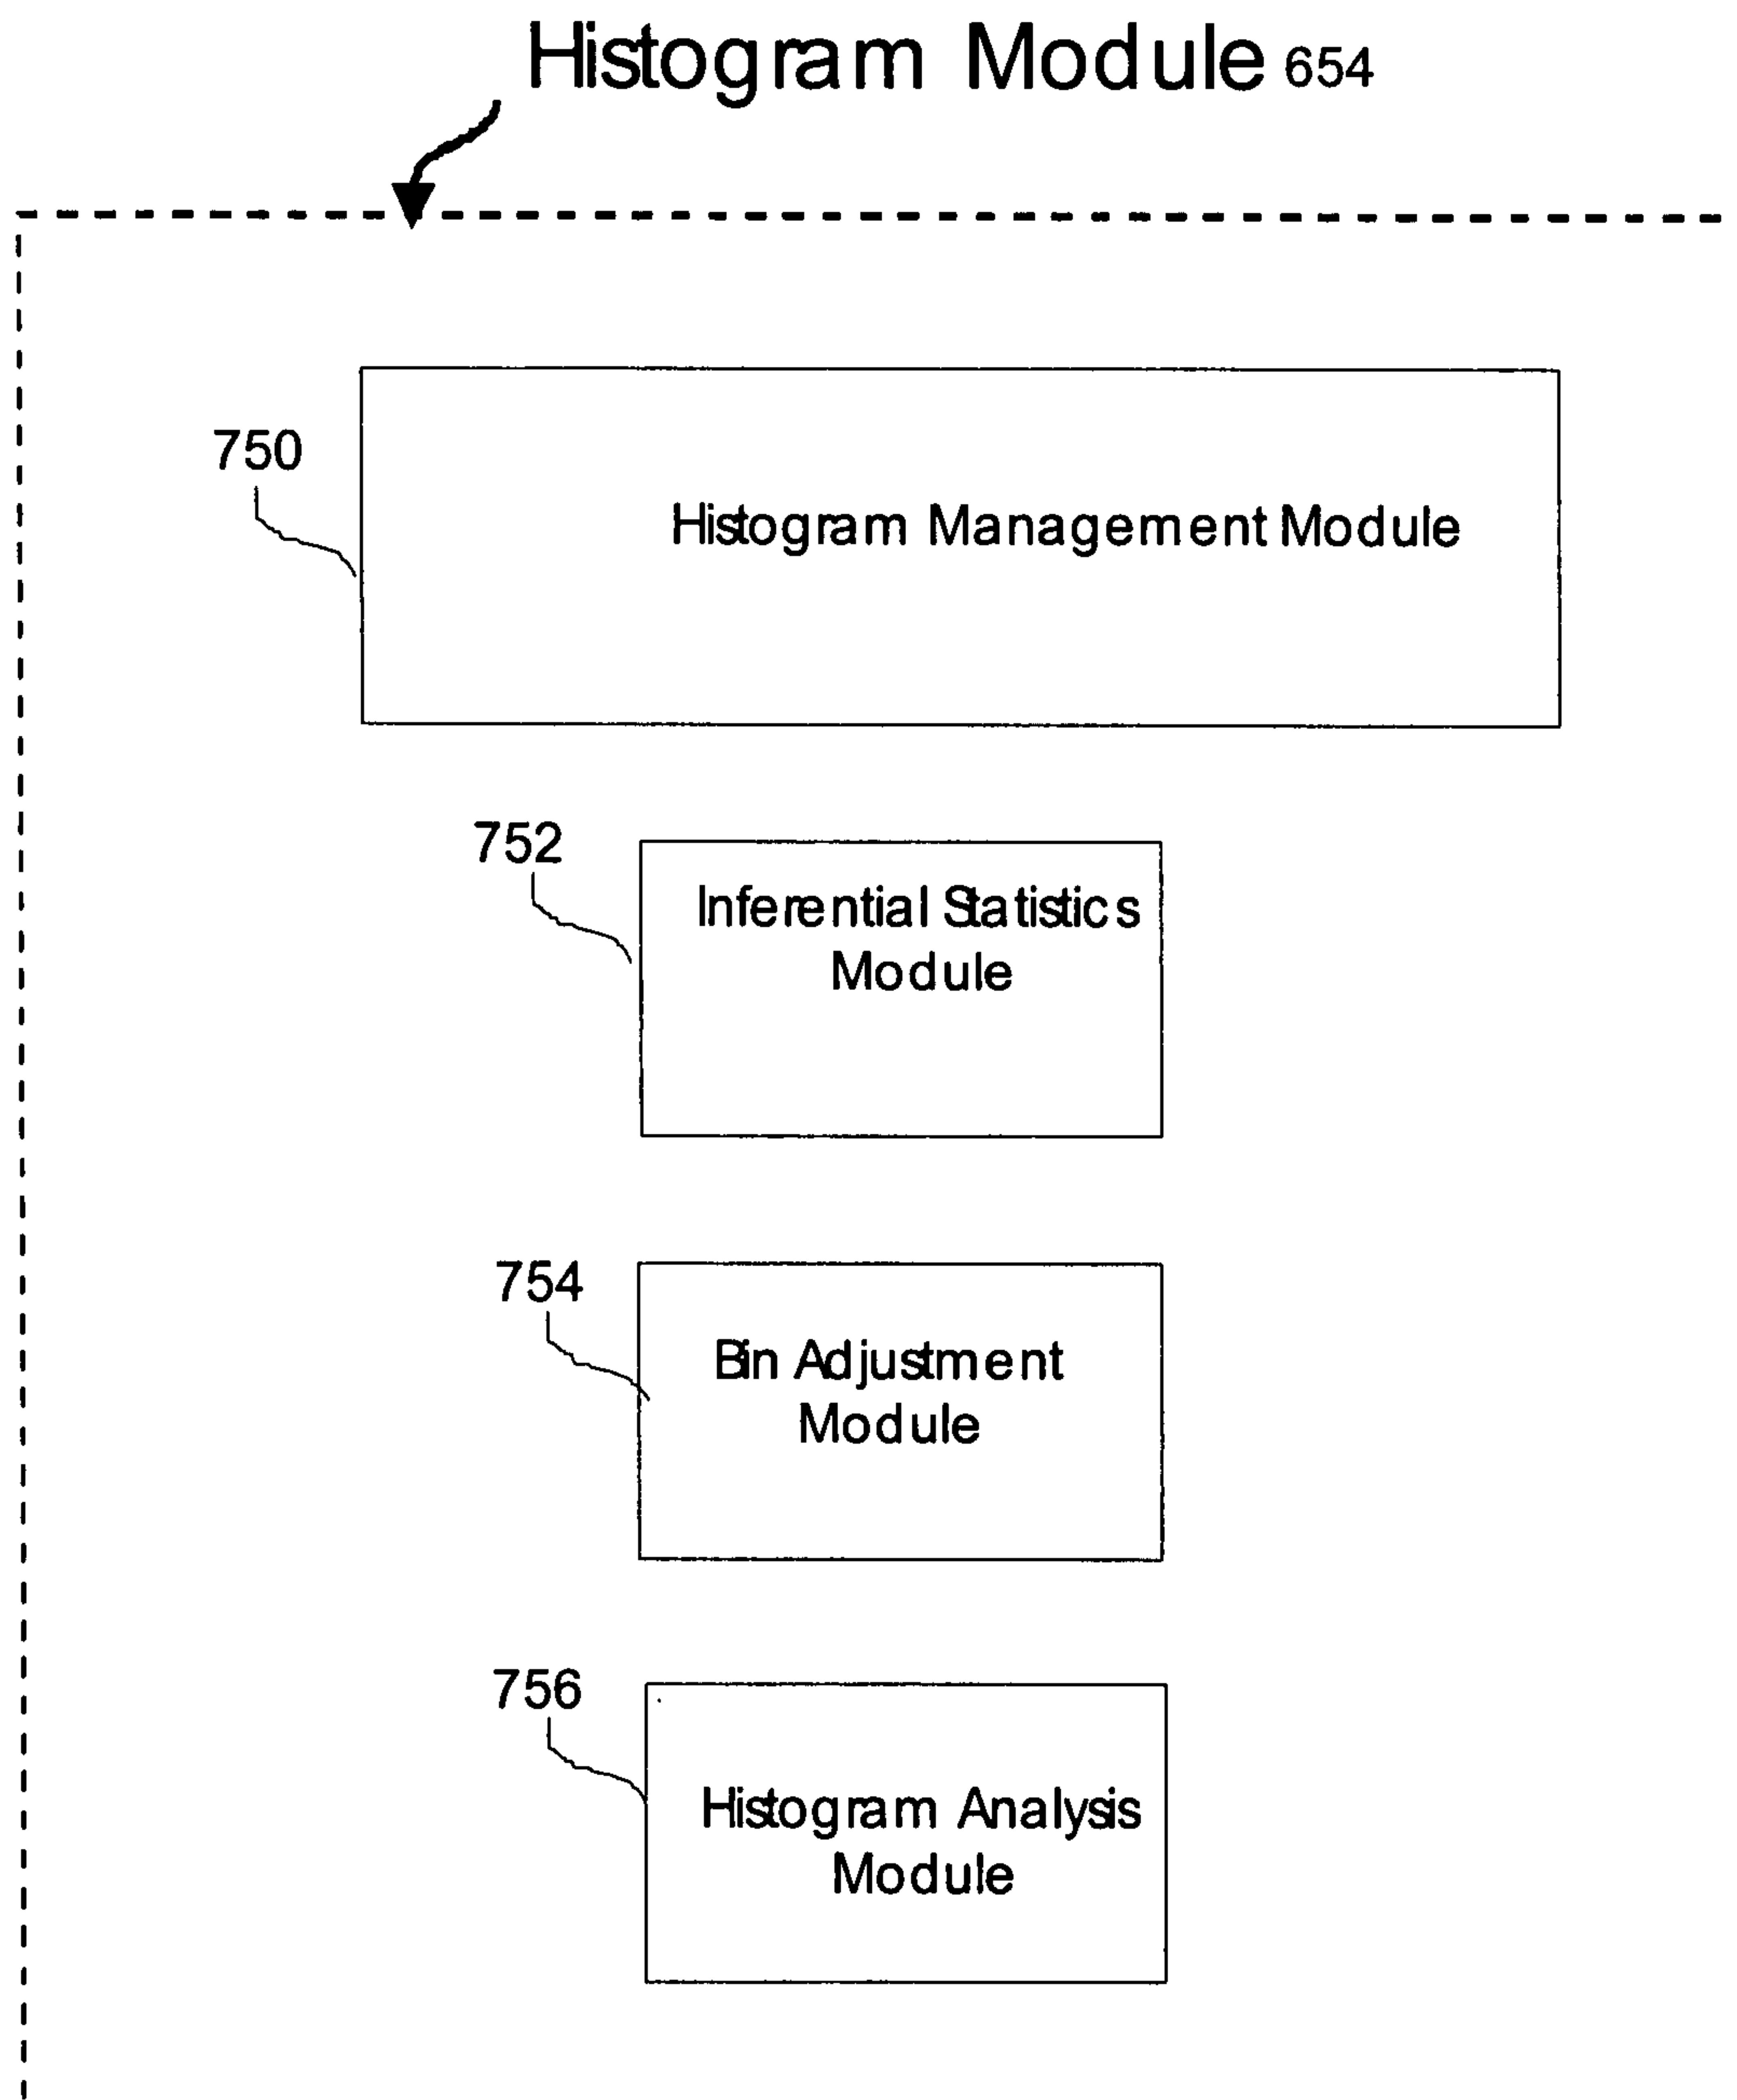 Histogram Module 654
750
Histogram Management Module
752
Inferential Statistics
Module
754
Bin Adjustment
Module
756
Histogram Analysis
Module